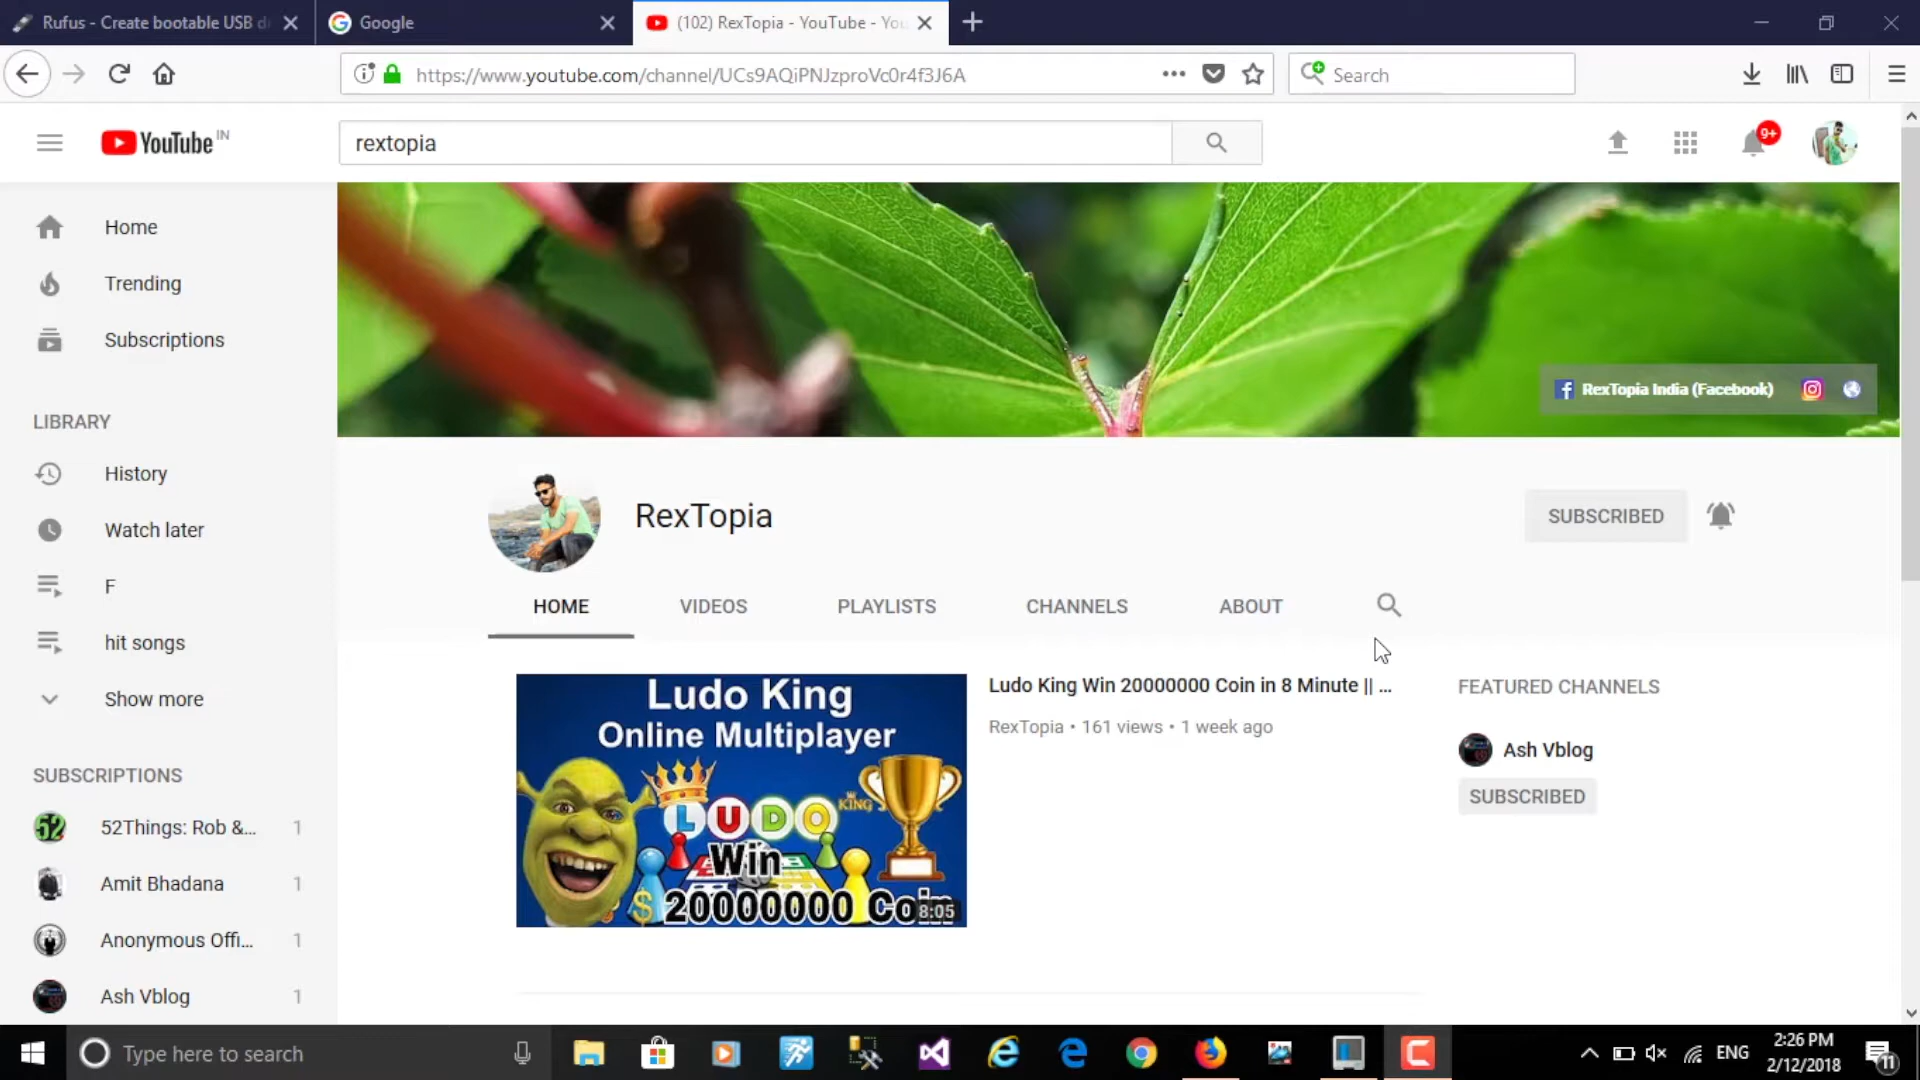 Rufus - Create bootable USB d
Google
(102) RexTopia - YouTube - You
https://www.youtube.com/channel/UCs9AQiPNJzproVc0r4f3J6A
Search
YouTube IN
rextopia
9+
Home
Trending
Subscriptions
LIBRARY
History
Watch later
F
hit songs
Show more
SUBSCRIPTIONS
52
52Things: Rob &... 1
Amit Bhadana 1
Anonymous Offi... 1
Ash Vblog 1
RexTopia India (Facebook)
RexTopia
SUBSCRIBED
HOME
VIDEOS
PLAYLISTS
CHANNELS
ABOUT
Ludo King
Online Multiplayer
LUDO KING
Win
$ 20000000 Coin
8:05
Ludo King Win 20000000 Coin in 8 Minute || ...
RexTopia • 161 views • 1 week ago
FEATURED CHANNELS
Ash Vblog
SUBSCRIBED
Type here to search
ENG
2:26 PM
2/12/2018
11